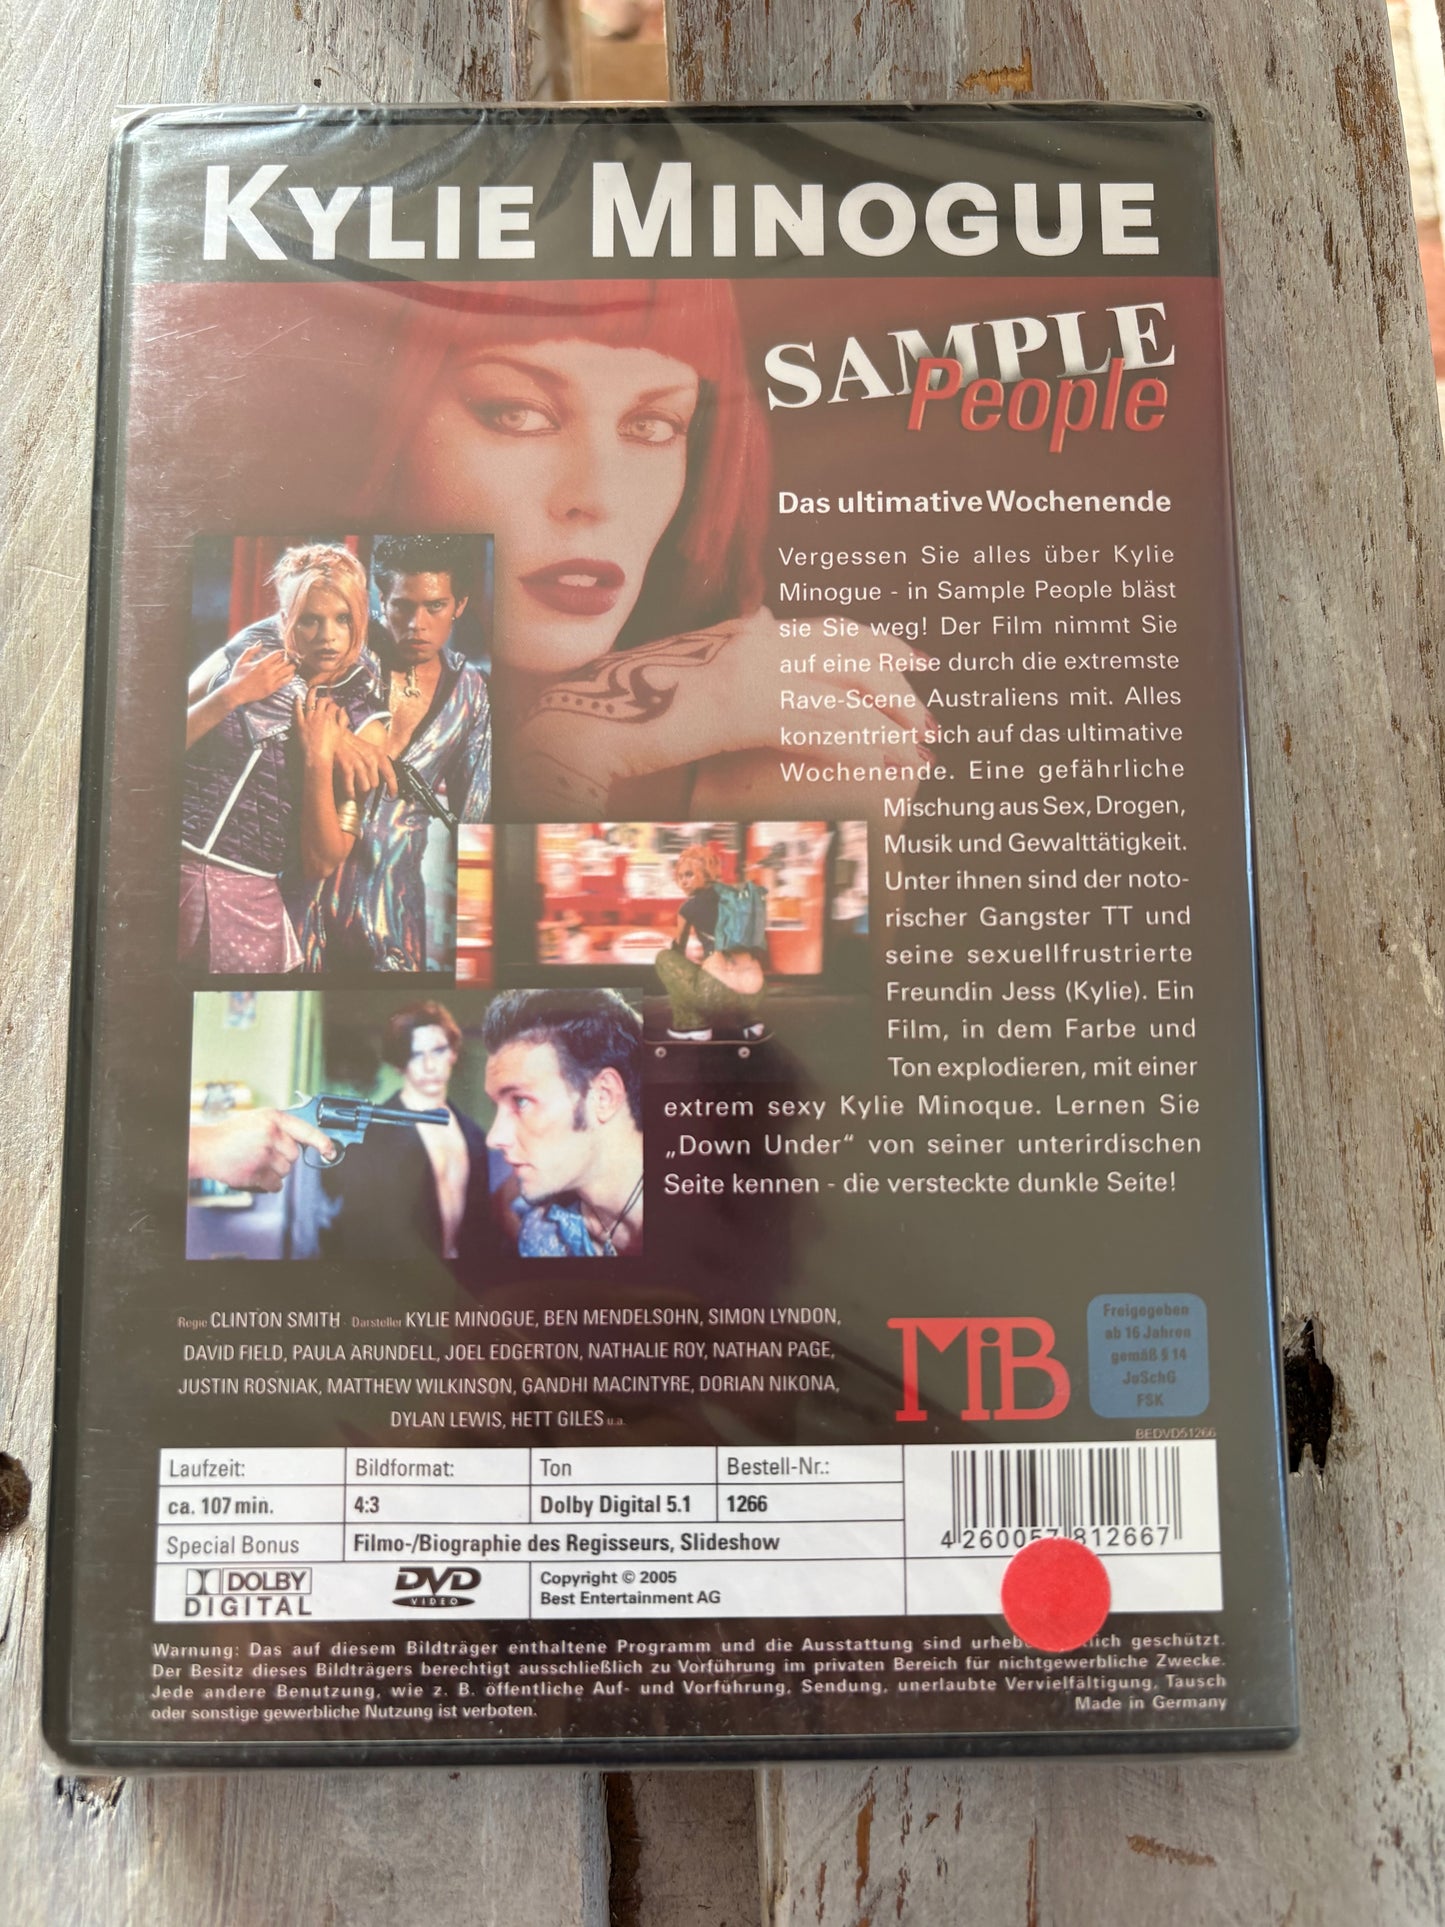 KYLIE MINOGUE
SAMPLE
People
Das ultimative Wochenende
Vergessen Sie alles über Kylie
Minogue - in Sample People bläst
sie Sie weg! Der Film nimmt Sie
auf eine Reise durch die extremste
Rave-Scene Australiens mit. Alles
konzentriert sich auf das ultimative
Wochenende. Eine gefährliche
Mischung aus Sex, Drogen,
Musik und Gewalttätigkeit.
Unter ihnen sind der noto-
rischer Gangster TT und
seine sexuellfrustrierte
Freundin Jess (Kylie). Ein
Film, in dem Farbe und
Ton explodieren, mit einer
extrem sexy Kylie Minoque. Lernen Sie
„Down Under“ von seiner unterirdischen
Seite kennen - die versteckte dunkle Seite!
Regie CLINTON SMITH · Darsteller KYLIE MINOGUE, BEN MENDELSOHN, SIMON LYNDON,
DAVID FIELD, PAULA ARUNDELL, JOEL EDGERTON, NATHALIE ROY, NATHAN PAGE,
JUSTIN ROSNIAK, MATTHEW WILKINSON, GANDHI MACINTYRE, DORIAN NIKONA,
DYLAN LEWIS, HETT GILES u.a.
MiB
Freigegeben
ab 16 Jahren
gemäß § 14
JuSchG
FSK
BEDVD51266
Laufzeit: Bildformat: Ton Bestell-Nr.:
ca. 107 min. 4:3 Dolby Digital 5.1 1266
Special Bonus Filmo-/Biographie des Regisseurs, Slideshow
4 260057 812667
DOLBY
DIGITAL
DVD
VIDEO
Copyright © 2005
Best Entertainment AG
Warnung: Das auf diesem Bildträger enthaltene Programm und die Ausstattung sind geschützt.
Der Besitz dieses Bildträgers berechtigt ausschließlich zu Vorführung im privaten Bereich für nichtgewerbliche Zwecke.
Jede andere Benutzung, wie z. B. öffentliche Auf- und Vorführung, Sendung, unerlaubte Vervielfältigung, Tausch
oder sonstige gewerbliche Nutzung ist verboten.
Made in Germany